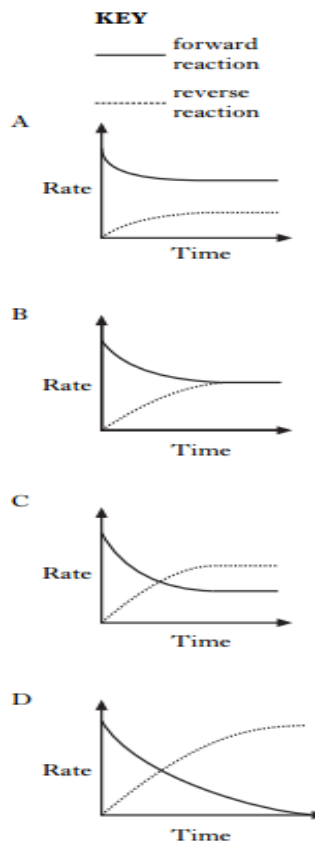 KEY
forward
reaction
reverse
reaction
A
Rate
Time
B
Rate
Time
C
Rate
Time
D
Rate
Time